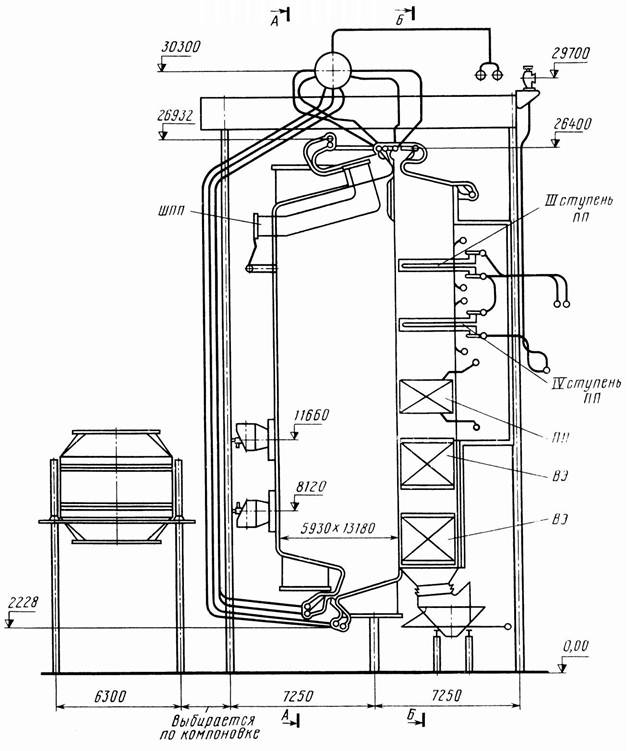 А
Б
30300
29700
26932
26400
ШПП
III ступень
ПП
IV ступень
ПП
11660
ПП
ВЭ
8120
ВЭ
5930×13180
2228
0,00
6300
7250
7250
Выбирается
по компоновке
А
Б